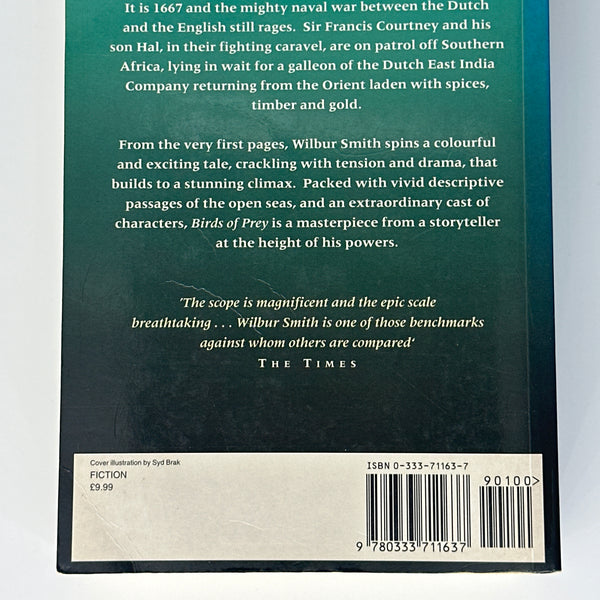 It is 1667 and the mighty naval war between the Dutch
and the English still rages. Sir Francis Courtney and his
son Hal, in their fighting caravel, are on patrol off Southern
Africa, lying in wait for a galleon of the Dutch East India
Company returning from the Orient laden with spices,
timber and gold.
From the very first pages, Wilbur Smith spins a colourful
and exciting tale, crackling with tension and drama, that
builds to a stunning climax. Packed with vivid descriptive
passages of the open seas, and an extraordinary cast of
characters, Birds of Prey is a masterpiece from a storyteller
at the height of his powers.
'The scope is magnificent and the epic scale
breathtaking . . . Wilbur Smith is one of those benchmarks
against whom others are compared‘
THE TIMES
Cover illustration by Syd Brak
FICTION
£9.99
ISBN 0-333-71163-7
90100>
9 780333 711637